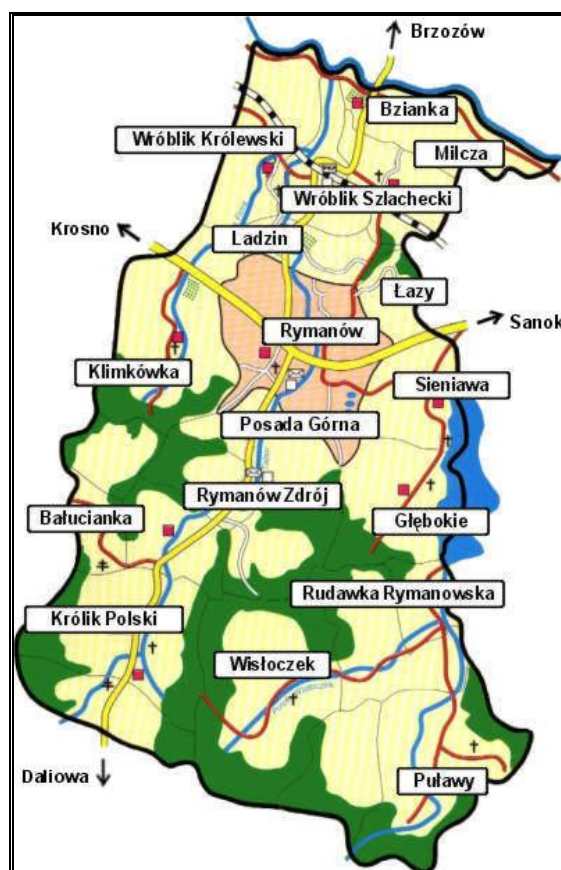 Brzozów
Bzianka
Wróblik Królewski
Milcza
Wróblik Szlachecki
Krosno
Ladzin
Łazy
Rymanów
Sanok
Klimkówka
Sieniawa
Posada Górna
Rymanów Zdrój
Bałucianka
Głębokie
Rudawka Rymanowska
Królik Polski
Wisłoczek
Daliowa
Puławy